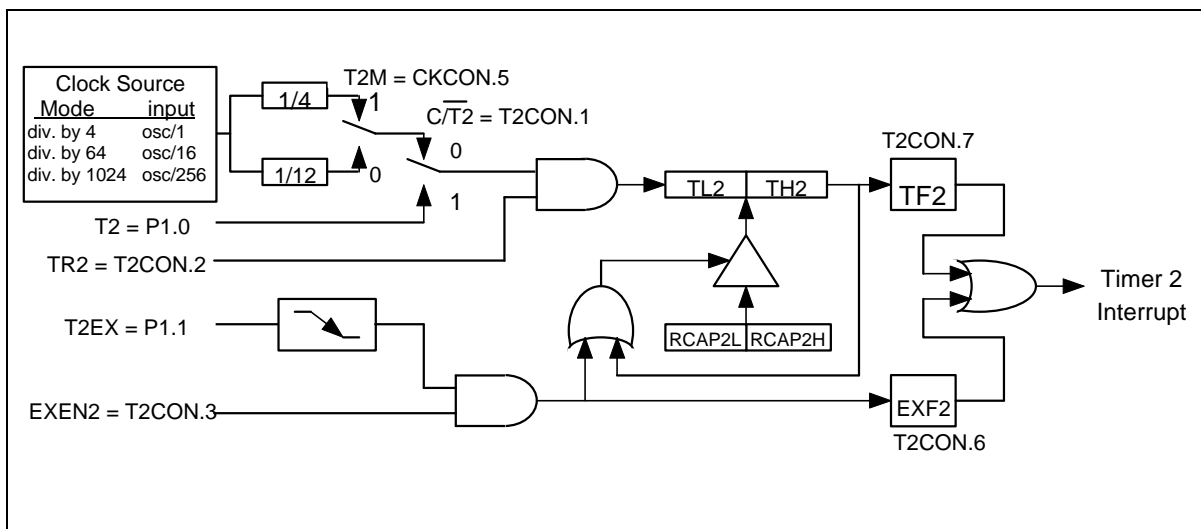 Clock Source
Mode input
div. by 4 osc/1
div. by 64 osc/16
div. by 1024 osc/256
1/4
1/12
T2M = CKCON.5
1
0
C/T2 = T2CON.1
0
1
T2 = P1.0
TR2 = T2CON.2
T2EX = P1.1
EXEN2 = T2CON.3
TL2 TH2
RCAP2L RCAP2H
T2CON.7
TF2
EXF2
T2CON.6
Timer 2
Interrupt